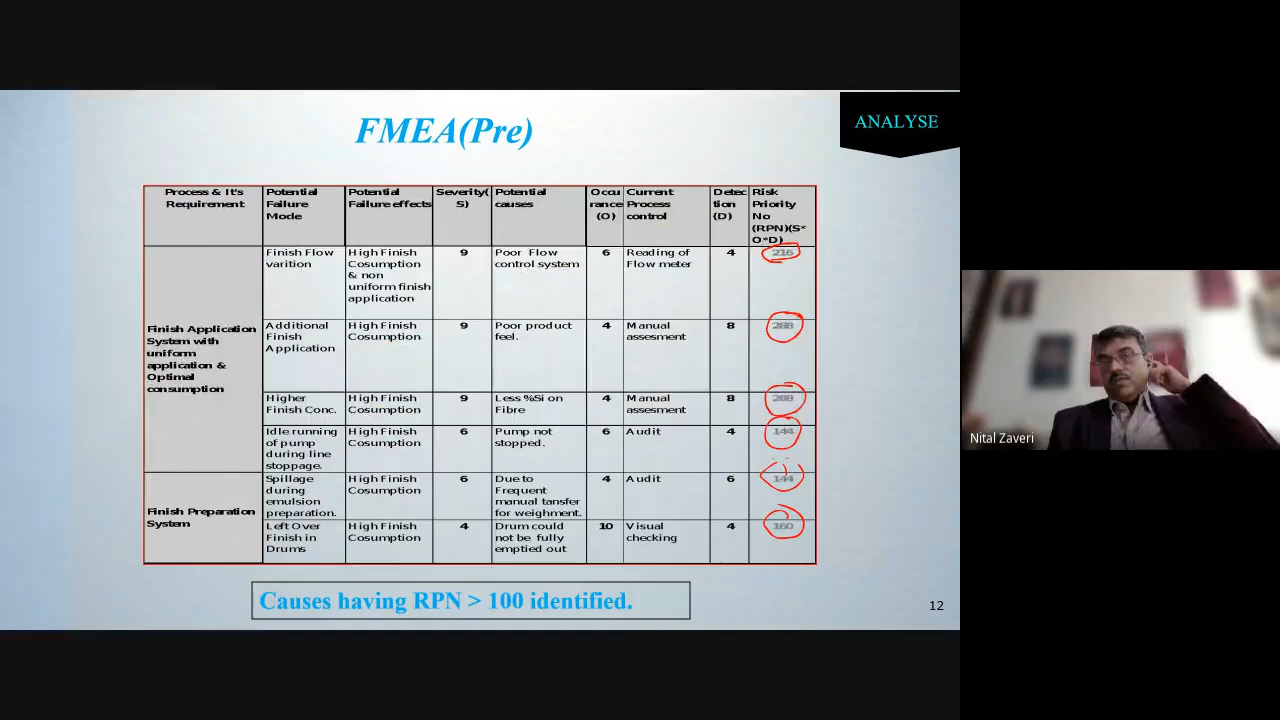 FMEA(Pre)
ANALYSE
Process & It's
Requirement
Potential
Failure
Mode
Potential
Failure effects
Severity(
S)
Potential
causes
Occu
rance
(O)
Current
Process
control
Detec
tion
(D)
Risk
Priority
No
(RPN)(S*
O*D)
Finish Application
System with
uniform
application &
Optimal
consumption
Finish Flow
varition
High Finish
Cosumption
& non
uniform finish
application
9
Poor Flow
control system
6
Reading of
Flow meter
4
216
Additional
Finish
Application
High Finish
Cosumption
9
Poor product
feel.
4
Manual
assesment
8
288
Higher
Finish Conc.
High Finish
Cosumption
9
Less %Si on
Fibre
4
Manual
assesment
8
288
Idle running
of pump
during line
stoppage.
High Finish
Cosumption
6
Pump not
stopped.
6
Audit
4
144
Finish Preparation
System
Spillage
during
emulsion
preparation.
High Finish
Cosumption
6
Due to
Frequent
manual tansfer
for weighment.
4
Audit
6
144
Left Over
Finish in
Drums
High Finish
Cosumption
4
Drum could
not be fully
emptied out
10
Visual
checking
4
160
Causes having RPN > 100 identified.
12
Nital Zaveri